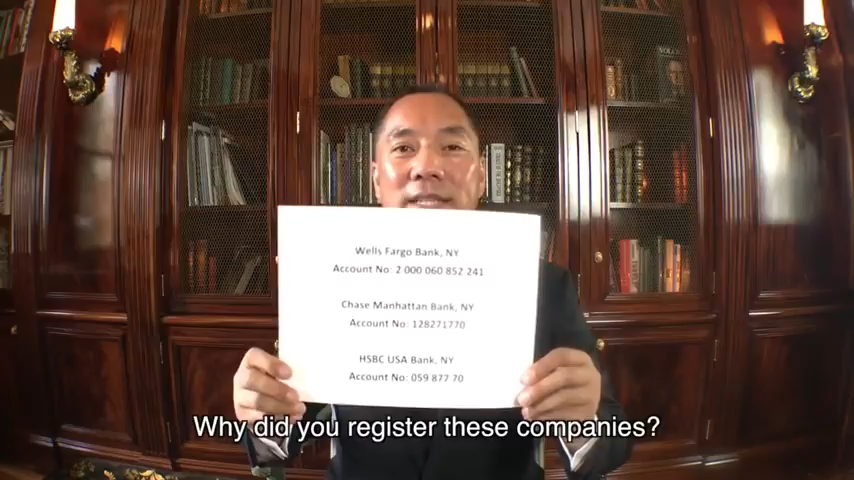 Wells Fargo Bank, NY
Account No: 2 000 060 852 241
Chase Manhattan Bank, NY
Account No: 128271770
HSBC USA Bank, NY
Account No: 059 877 70
Why did you register these companies?